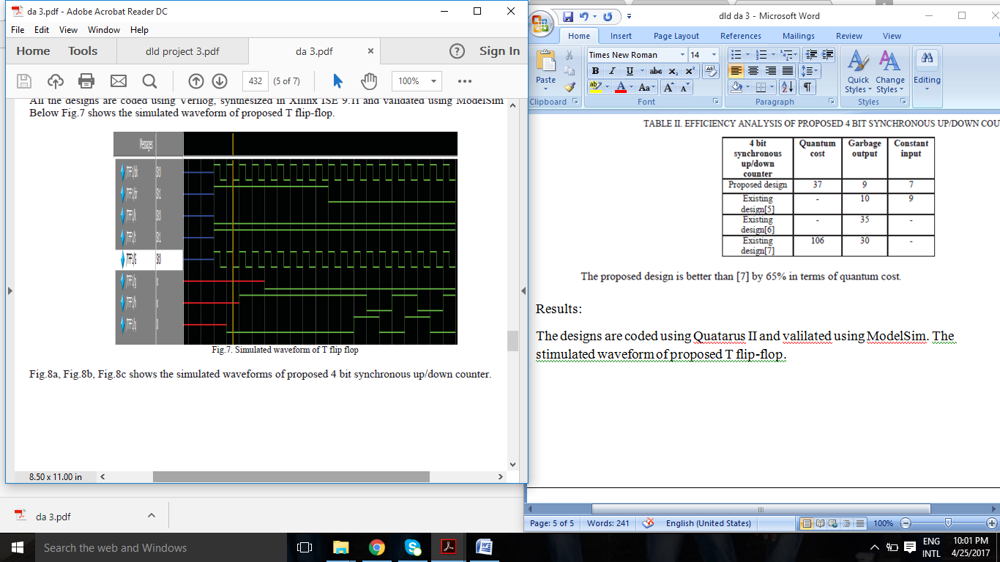 da 3.pdf - Adobe Acrobat Reader DC
File Edit View Window Help
Home Tools dld project 3.pdf da 3.pdf × ? Sign In
432 (5 of 7) 100%
All the designs are coded using Verilog, synthesized in Xilinx ISE 9.1i and validated using ModelSim
Below Fig.7 shows the simulated waveform of proposed T flip-flop.
Messages
Fig.7. Simulated waveform of T flip flop
Fig.8a, Fig.8b, Fig.8c shows the simulated waveforms of proposed 4 bit synchronous up/down counter.
8.50 x 11.00 in
da 3.pdf
dld da 3 - Microsoft Word
Home Insert Page Layout References Mailings Review View
Paste
Times New Roman 14
B I U abc x₂ x²
ab A Aa A A
Quick Styles
Change Styles
Editing
Clipboard Font Paragraph Styles
TABLE II. EFFICIENCY ANALYSIS OF PROPOSED 4 BIT SYNCHRONOUS UP/DOWN COU
4 bit synchronous up/down counter Quantum cost Garbage output Constant input
Proposed design 37 9 7
Existing design[5] - 10 9
Existing design[6] - 35 -
Existing design[7] 106 30 -
The proposed design is better than [7] by 65% in terms of quantum cost.
Results:
The designs are coded using Quatarus II and valilated using ModelSim. The
stimulated waveform of proposed T flip-flop.
Page: 5 of 5 Words: 241 English (United States) 100%
Search the web and Windows
ENG 10:01 PM
INTL 4/25/2017